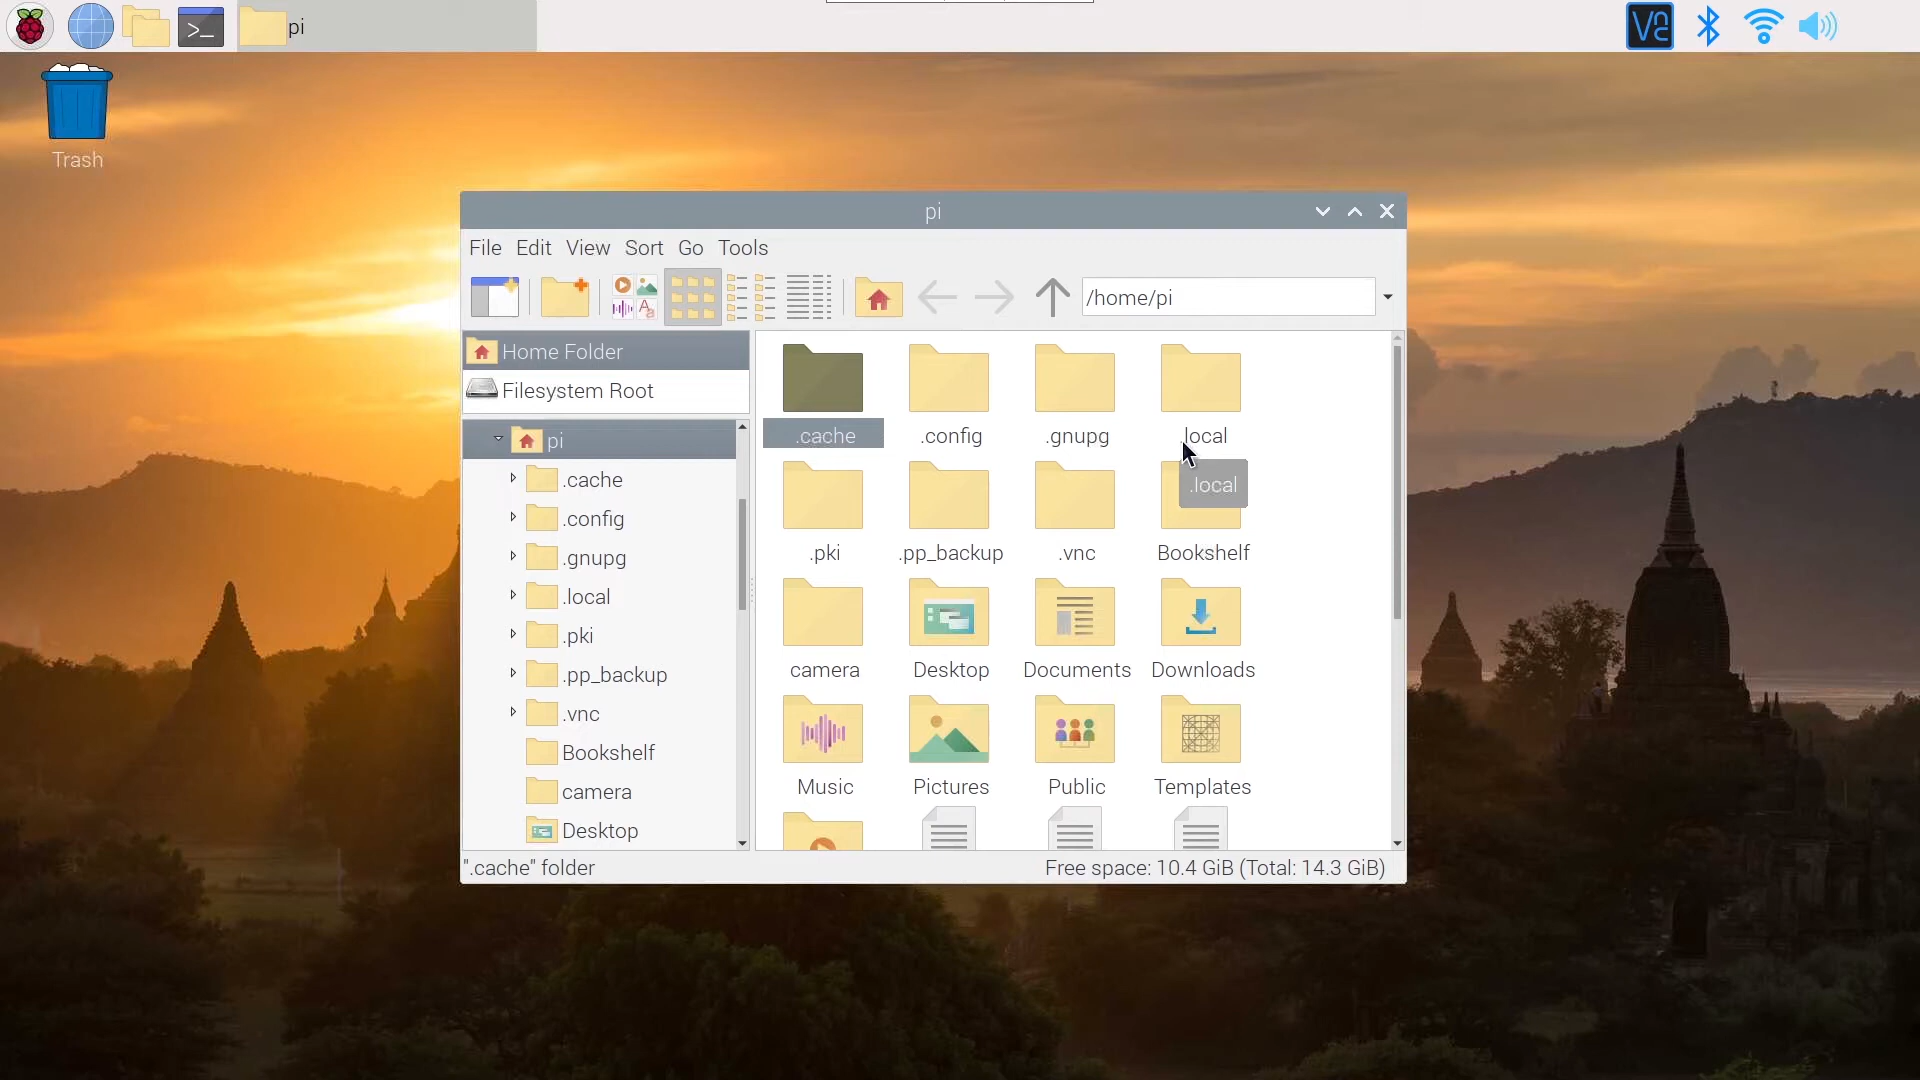 pi
V2
Trash
pi
File Edit View Sort Go Tools
/home/pi
Home Folder
Filesystem Root
pi
.cache
.config
.gnupg
.local
.pki
.pp_backup
.vnc
Bookshelf
camera
Desktop
.cache .config .gnupg .local
.local
.pki .pp_backup .vnc Bookshelf
camera Desktop Documents Downloads
Music Pictures Public Templates
".cache" folder
Free space: 10.4 GiB (Total: 14.3 GiB)